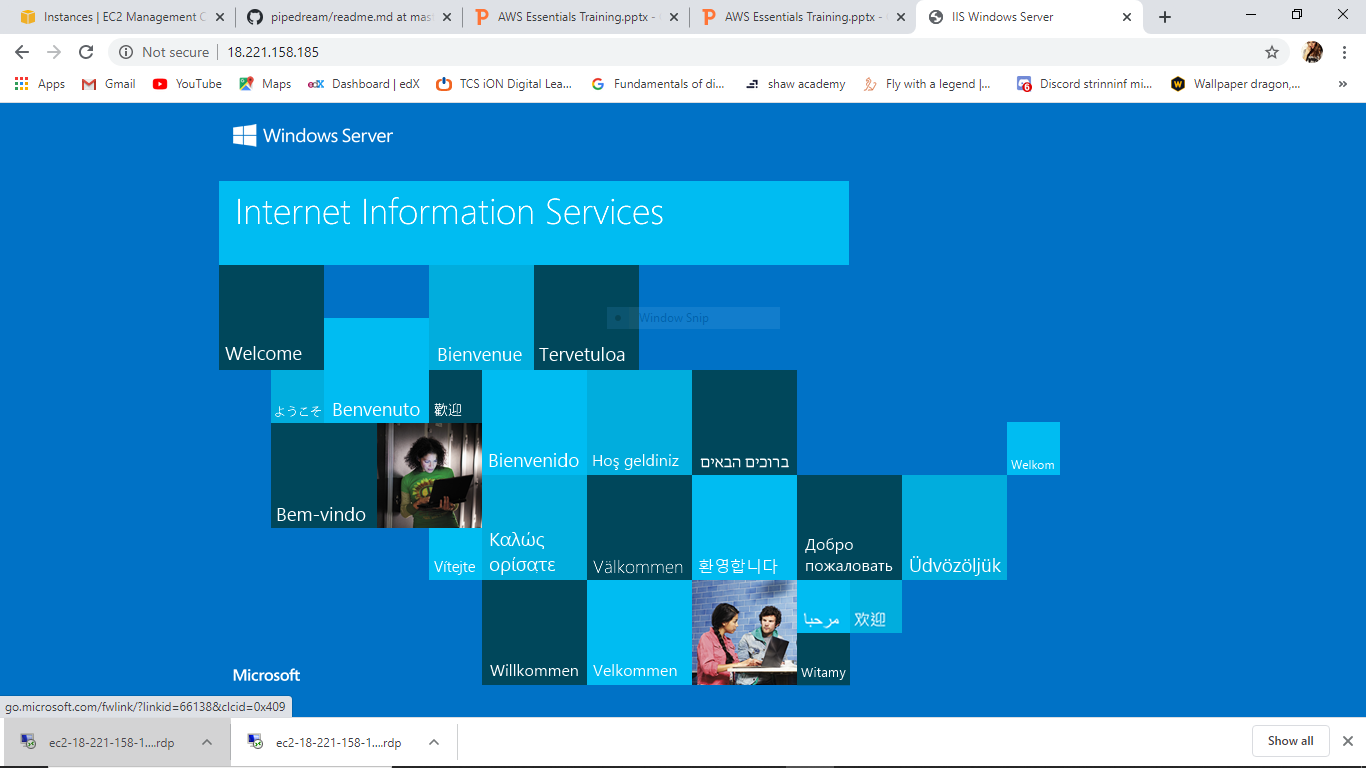 Instances | EC2 Management C
pipedream/readme.md at mas
AWS Essentials Training.pptx -
AWS Essentials Training.pptx -
IIS Windows Server
Not secure
18.221.158.185
Apps
Gmail
YouTube
Maps
edX
Dashboard | edX
TCS iON Digital Lea...
Fundamentals of di...
shaw academy
Fly with a legend |...
6
Discord strinninf mi...
Wallpaper dragon,...
Windows Server
Internet Information Services
Welcome
Bienvenue
Tervetuloa
ようこそ
Benvenuto
歡迎
Window Snip
Bem-vindo
Bienvenido
Hoş geldiniz
ברוכים הבאים
Welkom
Vítejte
Καλώς
ορίσατε
Välkommen
환영합니다
Добро
пожаловать
Üdvözöljük
Willkommen
Velkommen
مرحبا
欢迎
Witamy
Microsoft
go.microsoft.com/fwlink/?linkid=66138&clcid=0x409
ec2-18-221-158-1....rdp
ec2-18-221-158-1....rdp
Show all